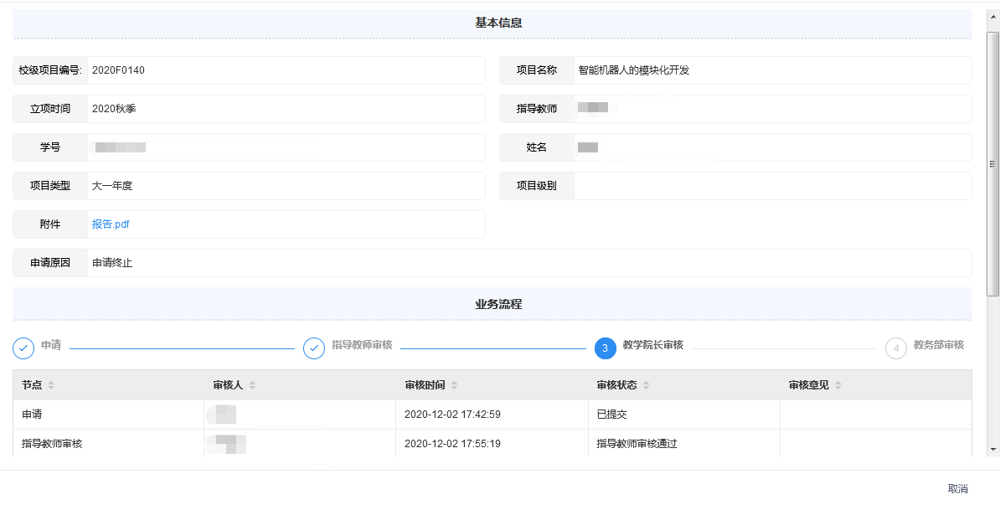 基本信息
校级项目编号: 2020F0140 项目名称 智能机器人的模块化开发
立项时间 2020秋季 指导教师
学号 姓名
项目类型 大一年度 项目级别
附件 报告.pdf
申请原因 申请终止
业务流程
申请 指导教师审核 3 教学院长审核 4 教务部审核
节点 审核人 审核时间 审核状态 审核意见
申请 2020-12-02 17:42:59 已提交
指导教师审核 2020-12-02 17:55:19 指导教师审核通过
取消